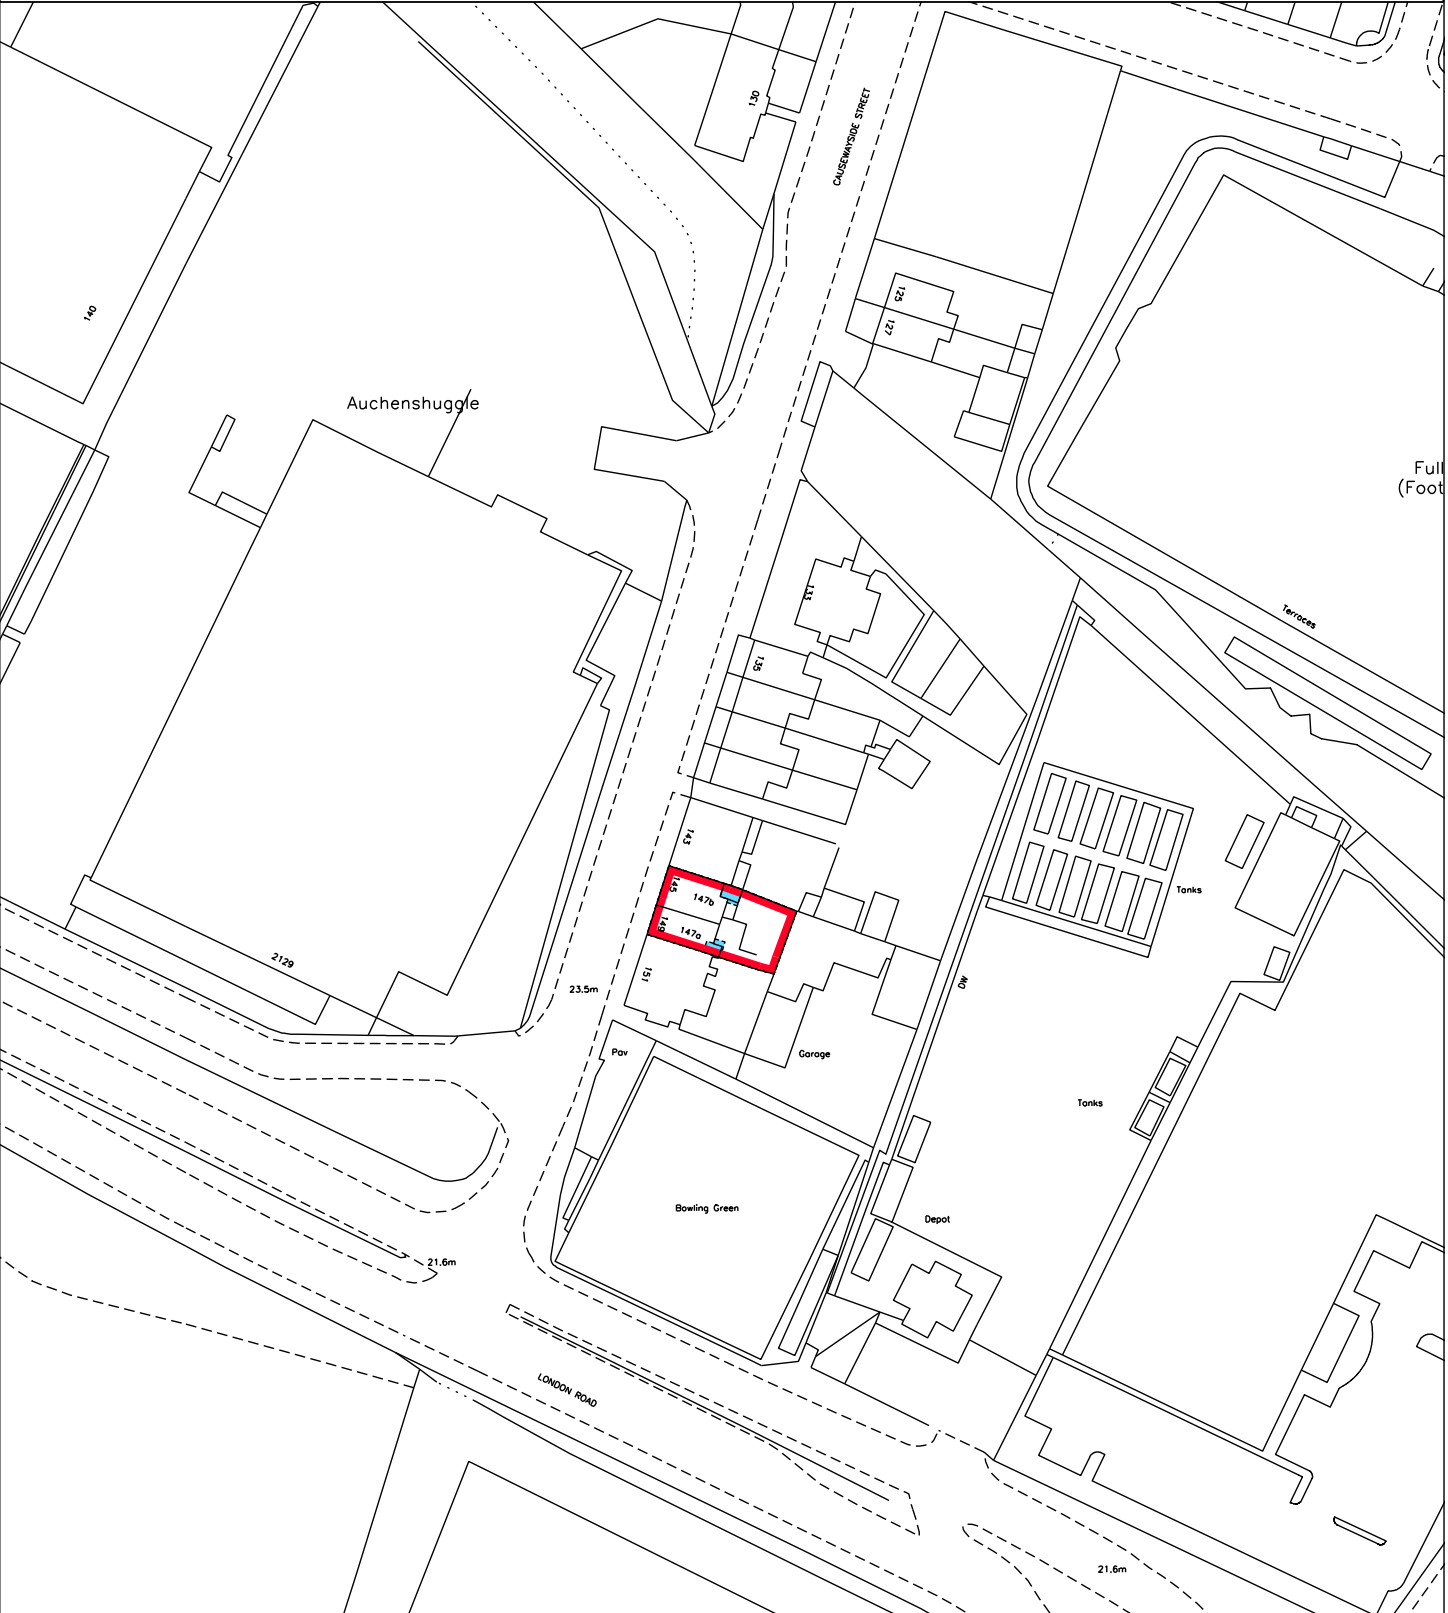 130
CAUSEWAYSIDE STREET
125
127
140
Auchenshuggle
Full
(Foot
133
Terraces
135
143
145
147b
149
147a
151
Tanks
2129
23.5m
DW
Pav
Garage
Tanks
Bowling Green
Depot
21.6m
LONDON ROAD
21.6m